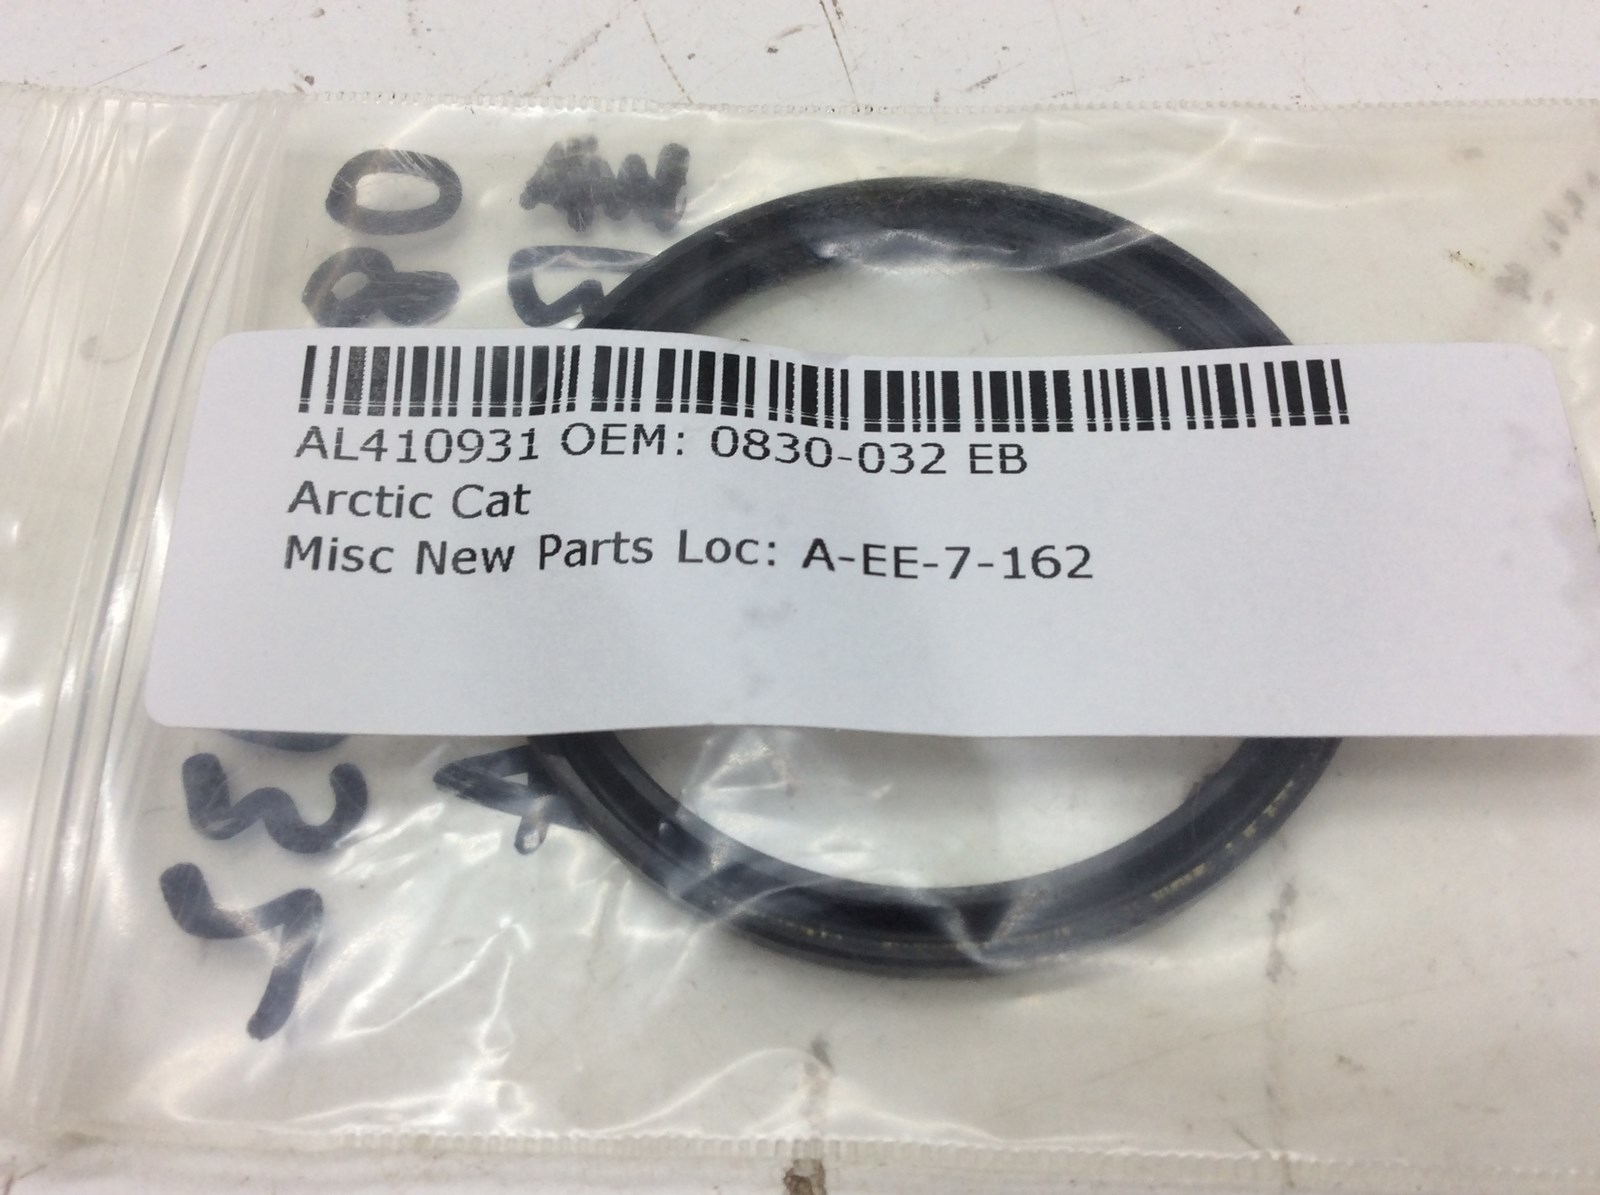 AL410931 OEM: 0830-032 EB
Arctic Cat
Misc New Parts Loc: A-EE-7-162